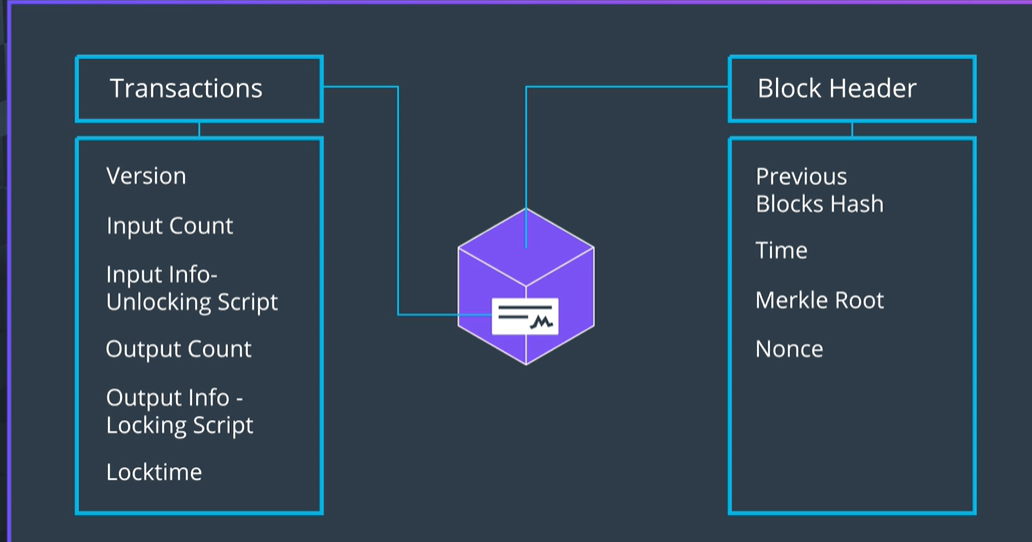 Transactions
Version
Input Count
Input Info-
Unlocking Script
Output Count
Output Info -
Locking Script
Locktime
Block Header
Previous
Blocks Hash
Time
Merkle Root
Nonce